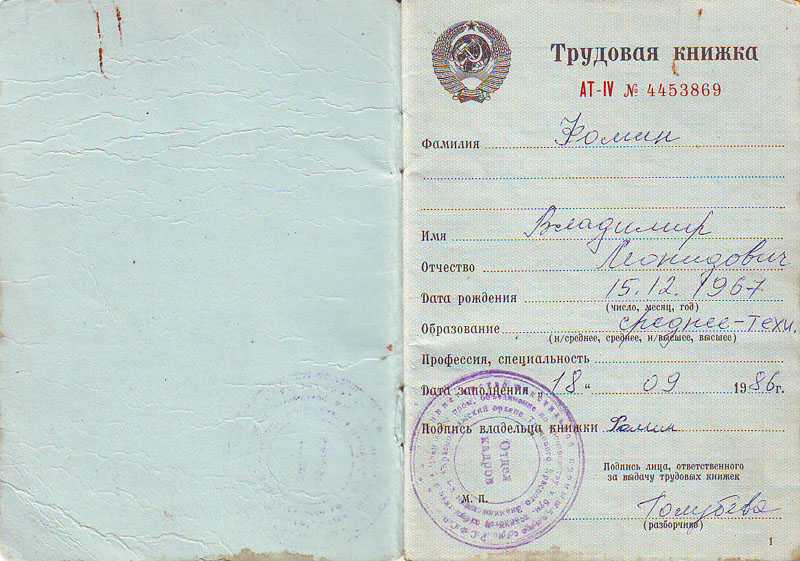 Трудовая книжка
АТ-IV № 4453869
Фамилия Фомин
Имя Владимир
Отчество Леонидович
Дата рождения 15.12.1967
(число, месяц, год)
Образование среднее-техн.
(н/среднее, среднее, н/высшее, высшее)
Профессия, специальность
Дата заполнения „18“ 09 1986г.
Подпись владельца книжки Фомин
Отдел
кадров
Подпись лица, ответственного
за выдачу трудовых книжек
М. П.
Голубева
(разборчиво)
1